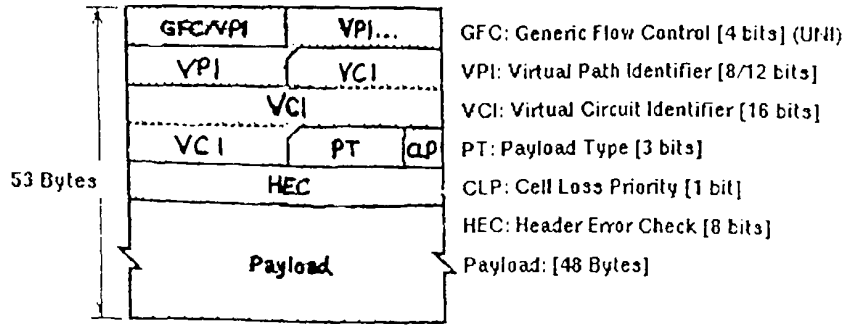 GFC/VPI VPI...
VPI VCI
VCI
VCI PT CLP
HEC
Payload
53 Bytes
GFC: Generic Flow Control [4 bits] (UNI)
VPI: Virtual Path Identifier [8/12 bits]
VCI: Virtual Circuit Identifier [16 bits]
PT: Payload Type [3 bits]
CLP: Cell Loss Priority [1 bit]
HEC: Header Error Check [8 bits]
Payload: [48 Bytes]